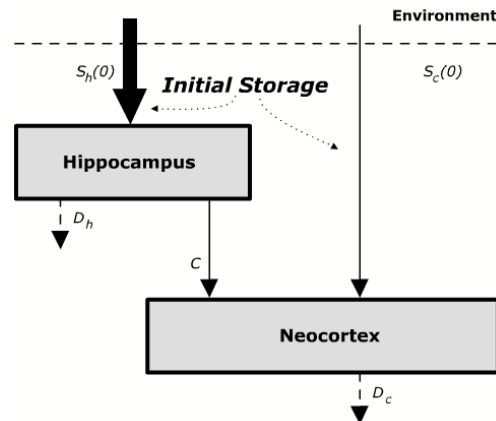 Environment
S_h(0)
S_c(0)
Initial Storage
Hippocampus
D_h
C
Neocortex
D_c